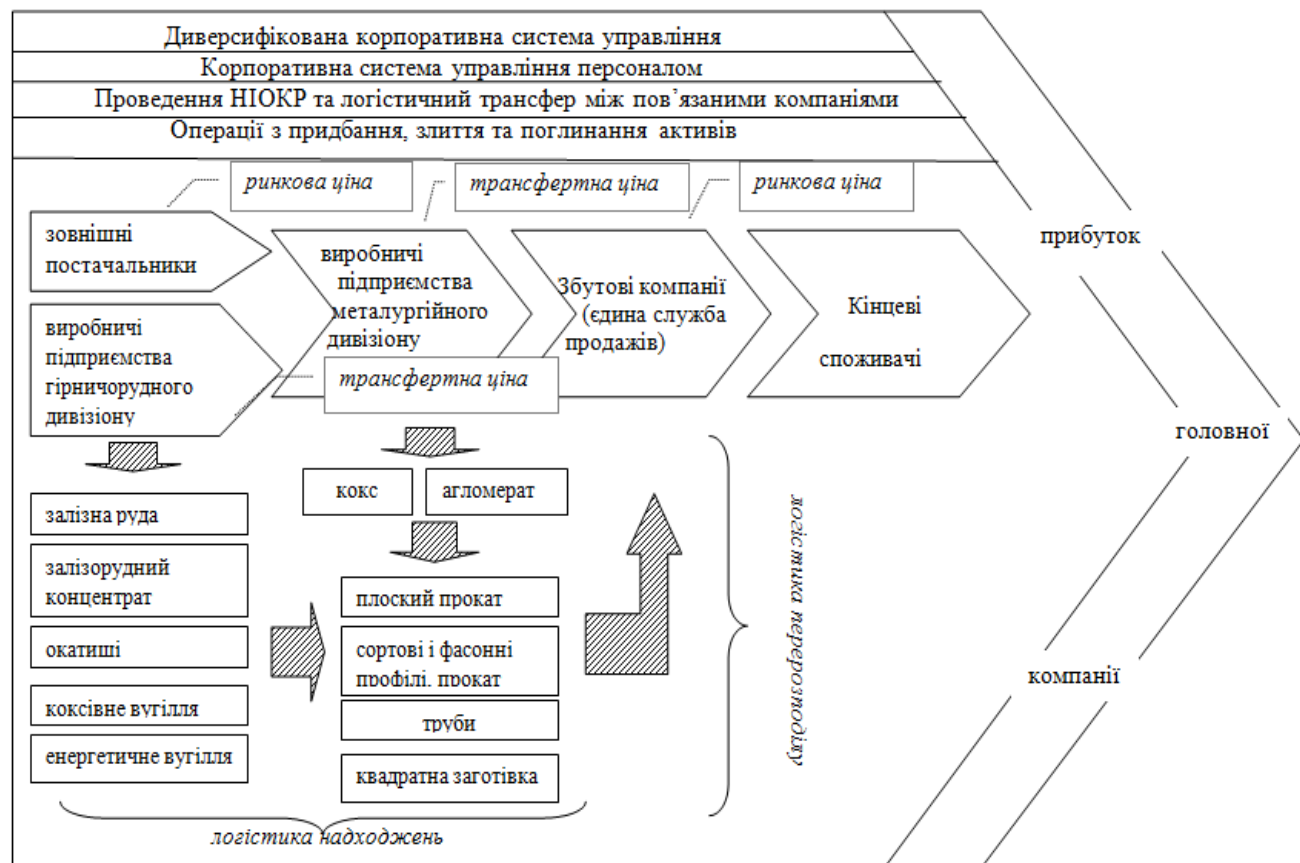 Диверсифікована корпоративна система управління
Корпоративна система управління персоналом
Проведення НІОКР та логістичний трансфер між пов’язаними компаніями
Операції з придбання, злиття та поглинання активів
ринкова ціна
трансфертна ціна
ринкова ціна
зовнішні
постачальники
виробничі
підприємства
металургійного
дивізіону
Збутові компанії
(єдина служба
продажів)
Кінцеві
споживачі
прибуток
головної
компанії
виробничі
підприємства
гірничорудного
дивізіону
трансфертна ціна
кокс
агломерат
залізна руда
залізорудний
концентрат
окатиші
коксівне вугілля
енергетичне вугілля
плоский прокат
сортові і фасонні
профілі. прокат
труби
квадратна заготівка
логістика перерозподілу
логістика надходжень